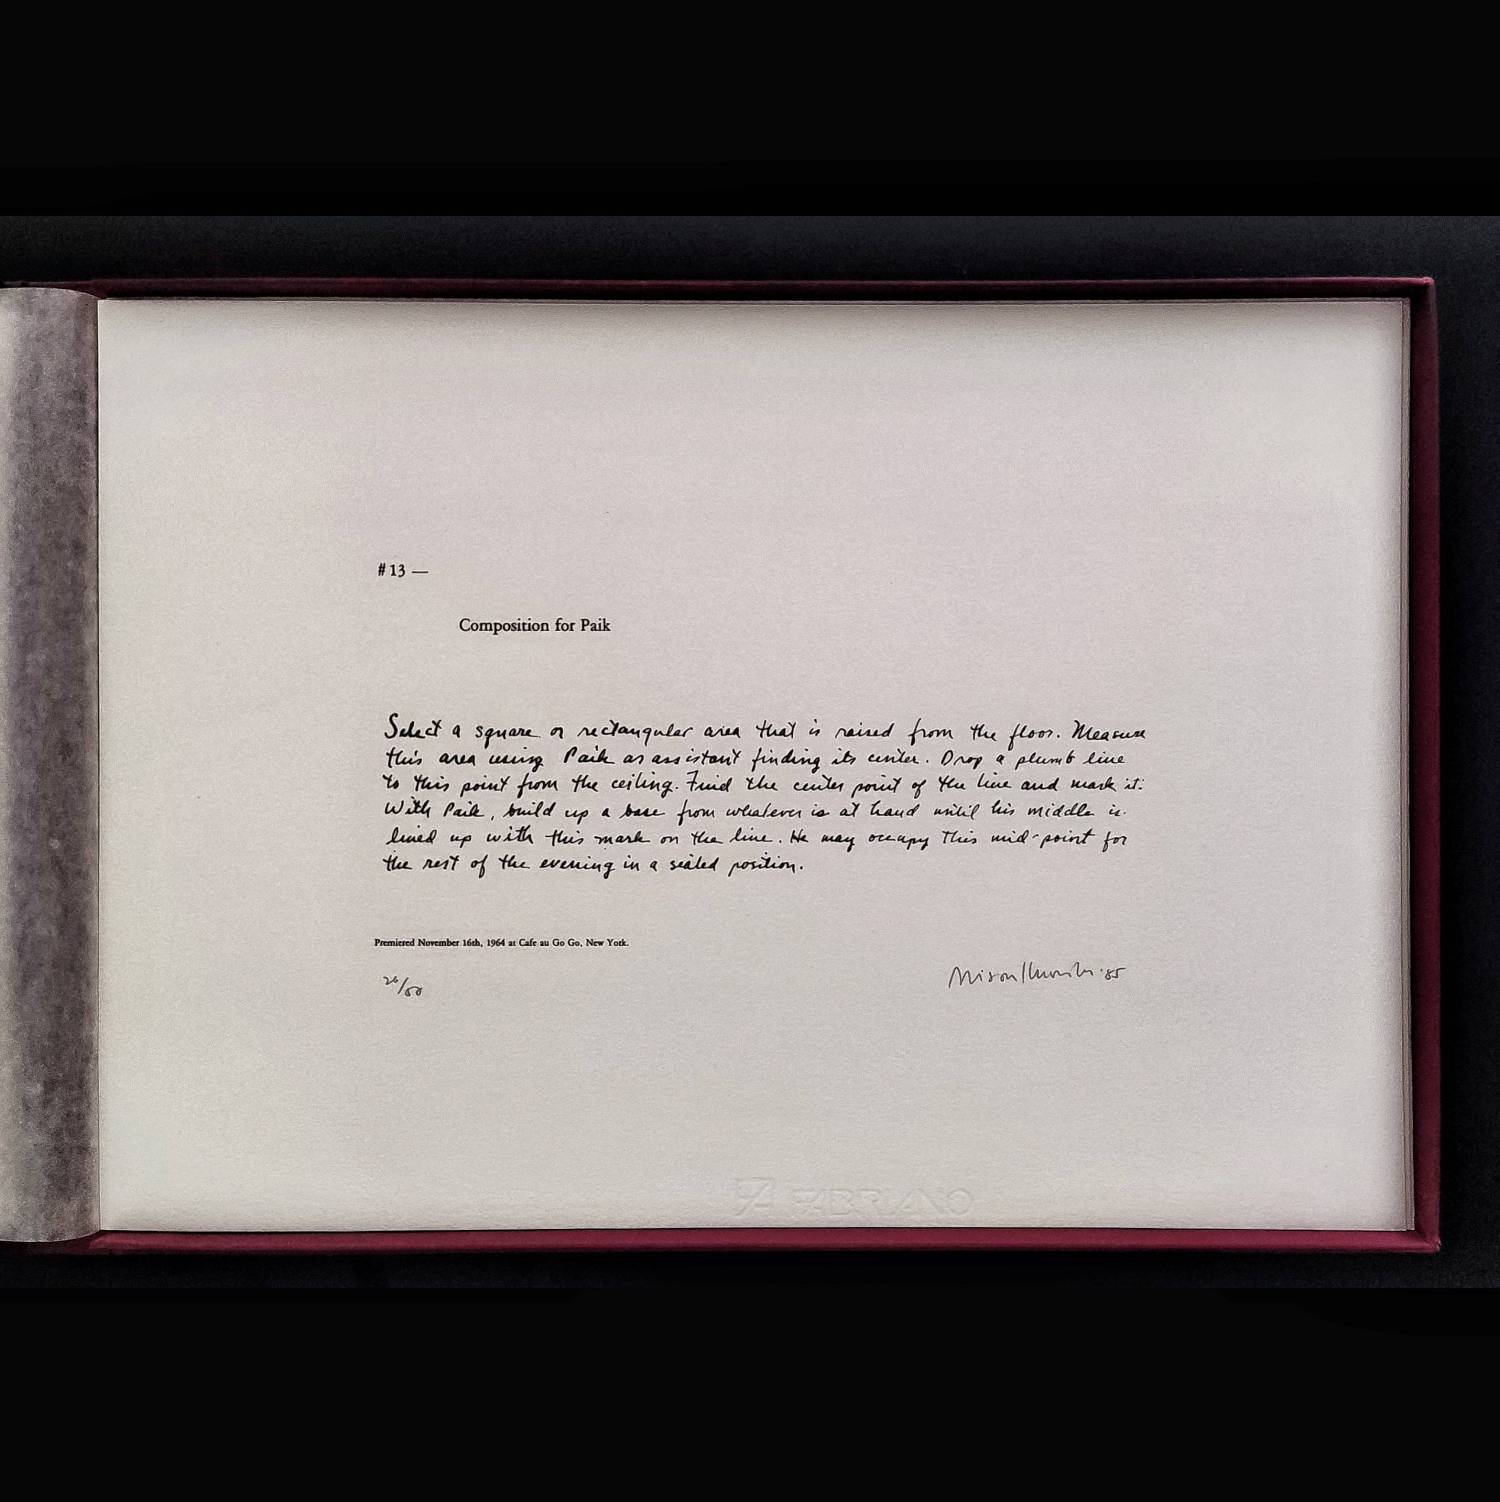 #13 —
Composition for Paik
Select a square or rectangular area that is raised from the floor. Measure
this area using Paik as assistant finding its center. Drop a plumb line
to this point from the ceiling. Find the center point of the line and mark it.
With Paik, build up a base from whatever is at hand until his middle is
lined up with this mark on the line. He may occupy this mid-point for
the rest of the evening in a seated position.
Premiered November 16th, 1964 at Cafe au Go Go, New York.
26/50 Alison Knowles '85
FABRIANO